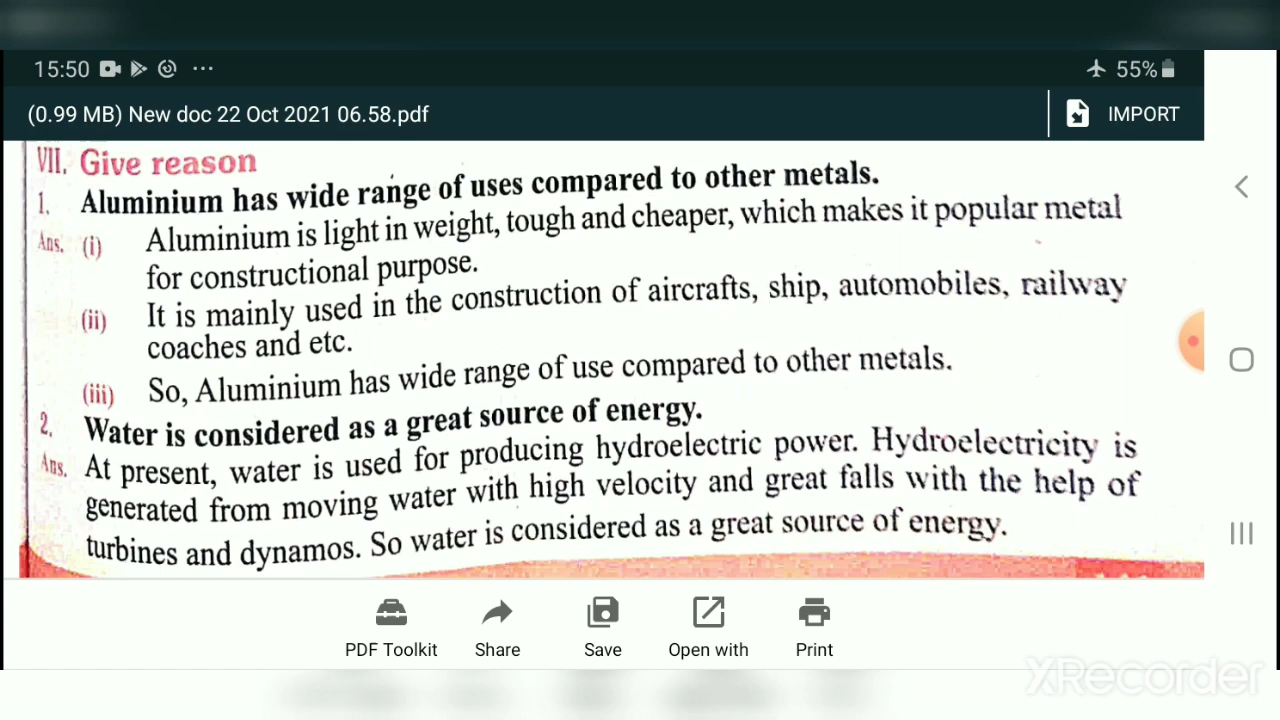 15:50 ... 55%
(0.99 MB) New doc 22 Oct 2021 06.58.pdf IMPORT
VII. Give reason
1. Aluminium has wide range of uses compared to other metals.
Ans. (i) Aluminium is light in weight, tough and cheaper, which makes it popular metal
for constructional purpose.
(ii) It is mainly used in the construction of aircrafts, ship, automobiles, railway
coaches and etc.
(iii) So, Aluminium has wide range of use compared to other metals.
2. Water is considered as a great source of energy.
Ans. At present, water is used for producing hydroelectric power. Hydroelectricity is
generated from moving water with high velocity and great falls with the help of
turbines and dynamos. So water is considered as a great source of energy.
PDF Toolkit Share Save Open with Print
XRecorder